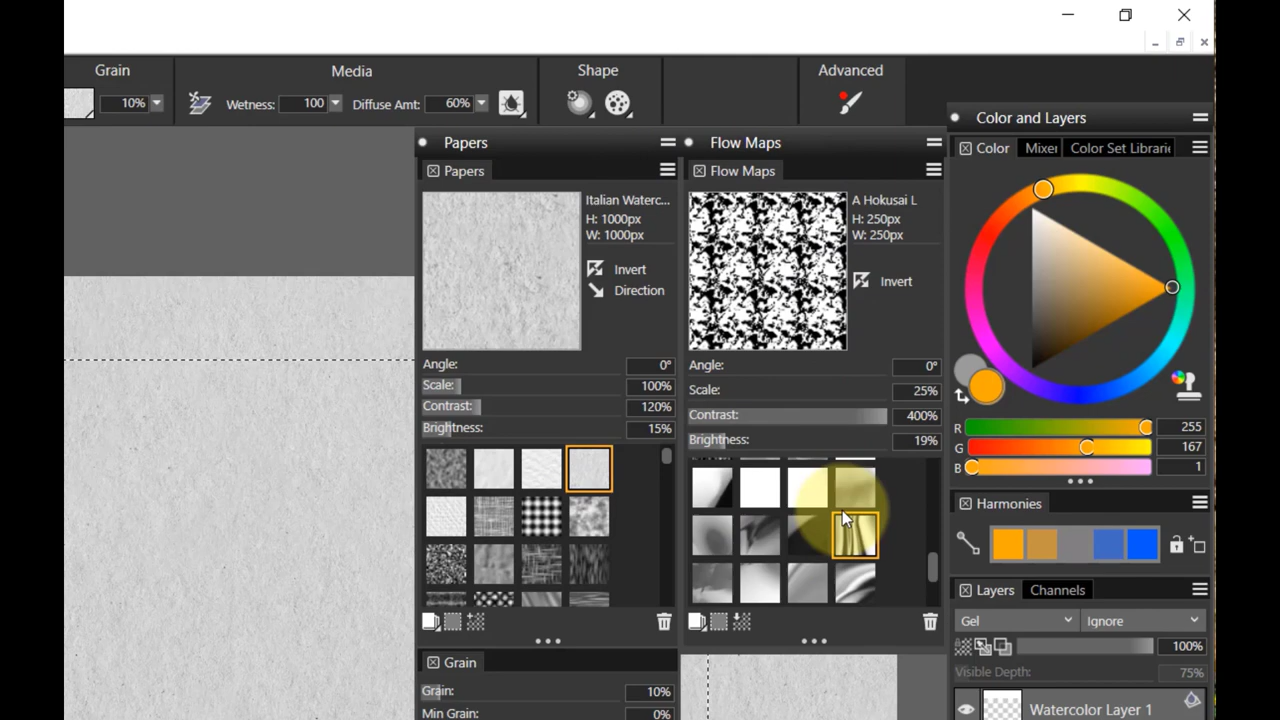 Grain
10%
Media
Wetness: 100
Diffuse Amt: 60%
Shape
Advanced
Papers
Papers
Italian Waterc...
H: 1000px
W: 1000px
Invert
Direction
Angle: 0°
Scale: 100%
Contrast: 120%
Brightness: 15%
Grain
Grain: 10%
Min Grain: 0%
Flow Maps
Flow Maps
A Hokusai L
H: 250px
W: 250px
Invert
Angle: 0°
Scale: 25%
Contrast: 400%
Brightness: 19%
Color and Layers
Color Mixer Color Set Librari
R 255
G 167
B 1
Harmonies
Layers Channels
Gel Ignore
100%
Visible Depth: 75%
Watercolor Layer 1